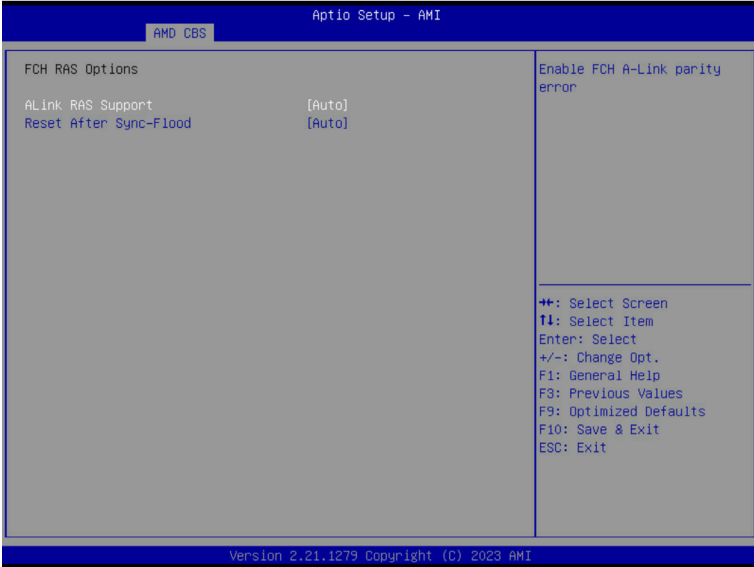 Aptio Setup – AMI
AMD CBS
FCH RAS Options
ALink RAS Support [Auto]
Reset After Sync-Flood [Auto]
Enable FCH A-Link parity
error
→←: Select Screen
↑↓: Select Item
Enter: Select
+/-: Change Opt.
F1: General Help
F3: Previous Values
F9: Optimized Defaults
F10: Save & Exit
ESC: Exit
Version 2.21.1279 Copyright (C) 2023 AMI